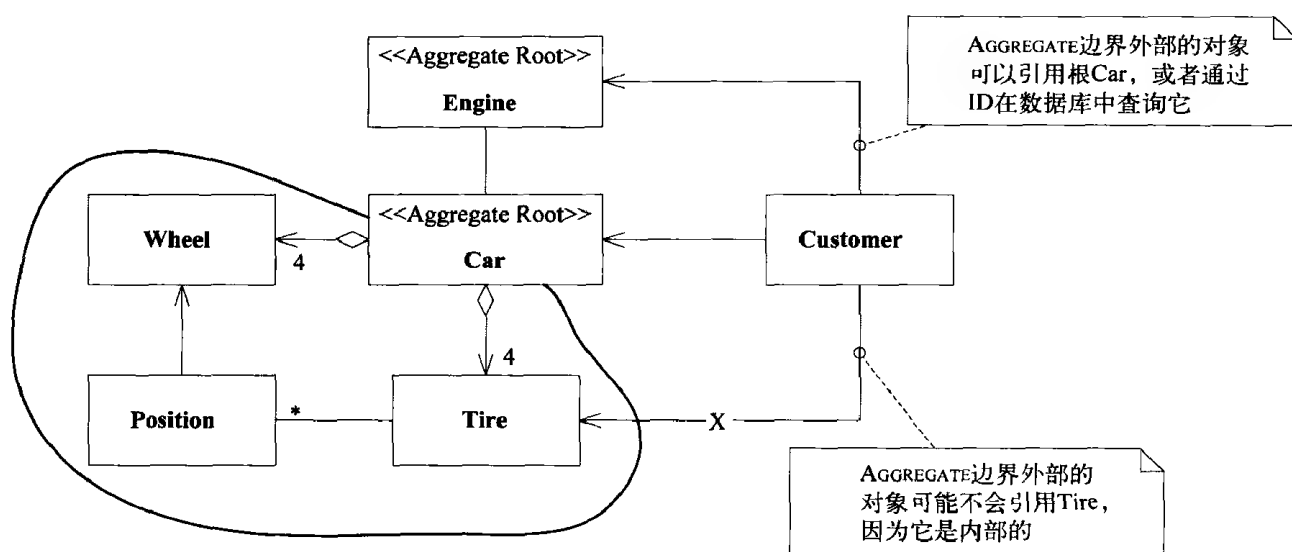 <<Aggregate Root>>
Engine
AGGREGATE边界外部的对象
可以引用根Car，或者通过
ID在数据库中查询它
Wheel
4
<<Aggregate Root>>
Car
Customer
4
Position
*
Tire
X
AGGREGATE边界外部的
对象可能不会引用Tire，
因为它是内部的